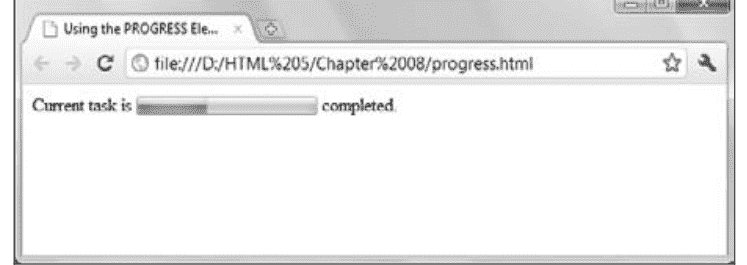 Using the PROGRESS Ele...
file:///D:/HTML%205/Chapter%2008/progress.html
Current task is completed.